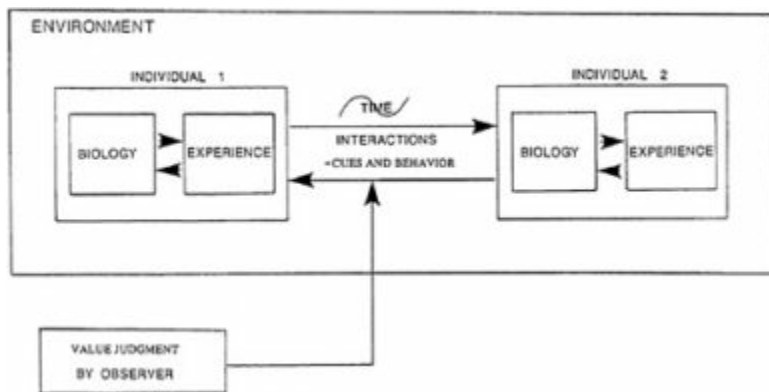 ENVIRONMENT
INDIVIDUAL 1
INDIVIDUAL 2
TIME
BIOLOGY
EXPERIENCE
INTERACTIONS
=CUES AND BEHAVIOR
BIOLOGY
EXPERIENCE
VALUE JUDGMENT
BY OBSERVER